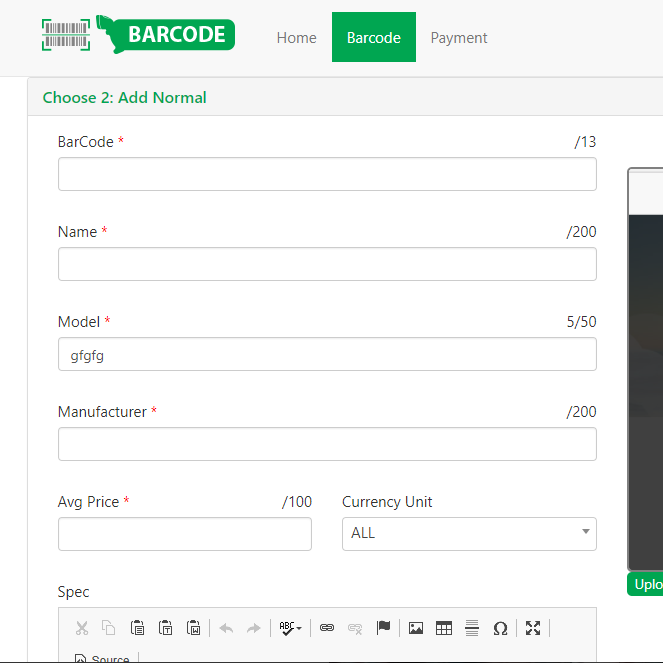 BARCODE
Home
Barcode
Payment
Choose 2: Add Normal
BarCode *
/13
Name *
/200
Model *
5/50
gfgfg
Manufacturer *
/200
Avg Price *
/100
Currency Unit
ALL
Spec
ABC
Source